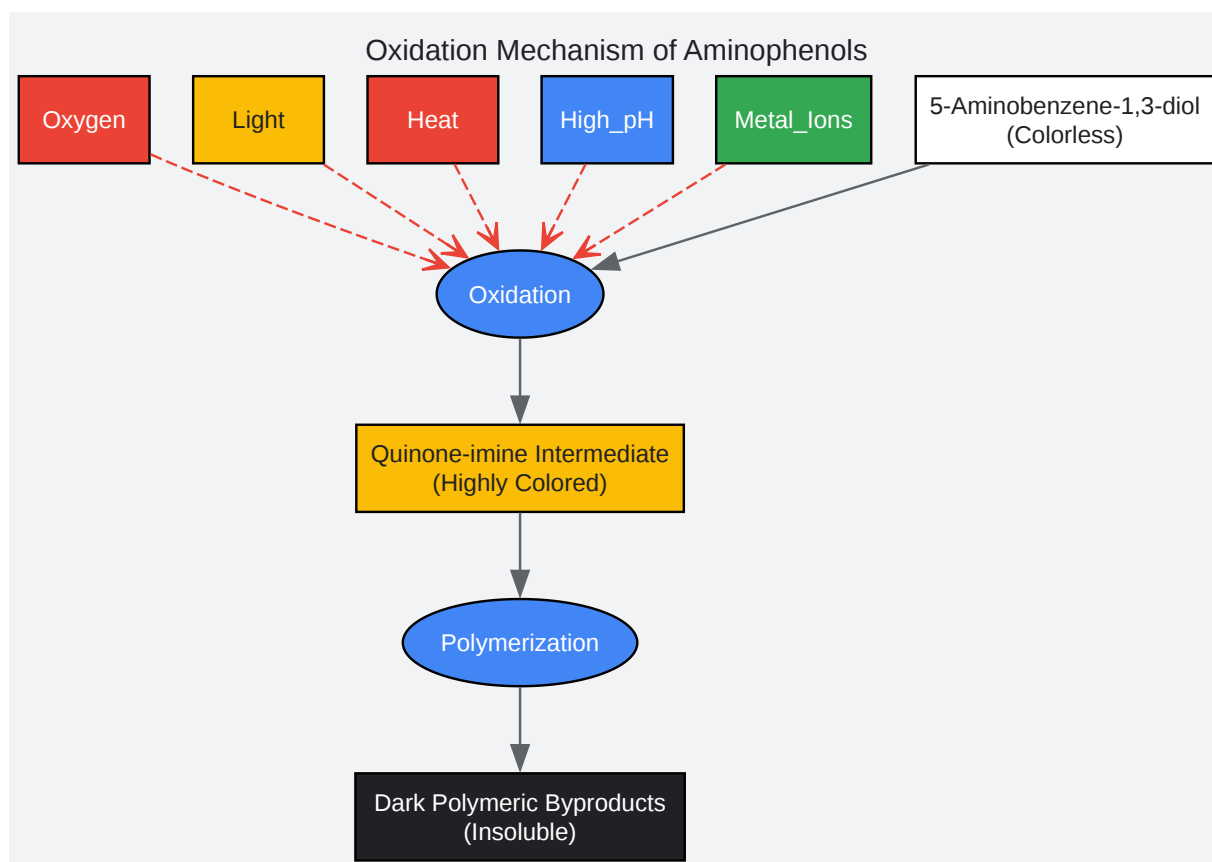 Oxidation Mechanism of Aminophenols
Oxygen
Light
Heat
High_pH
Metal_Ions
5-Aminobenzene-1,3-diol
(Colorless)
Oxidation
Quinone-imine Intermediate
(Highly Colored)
Polymerization
Dark Polymeric Byproducts
(Insoluble)